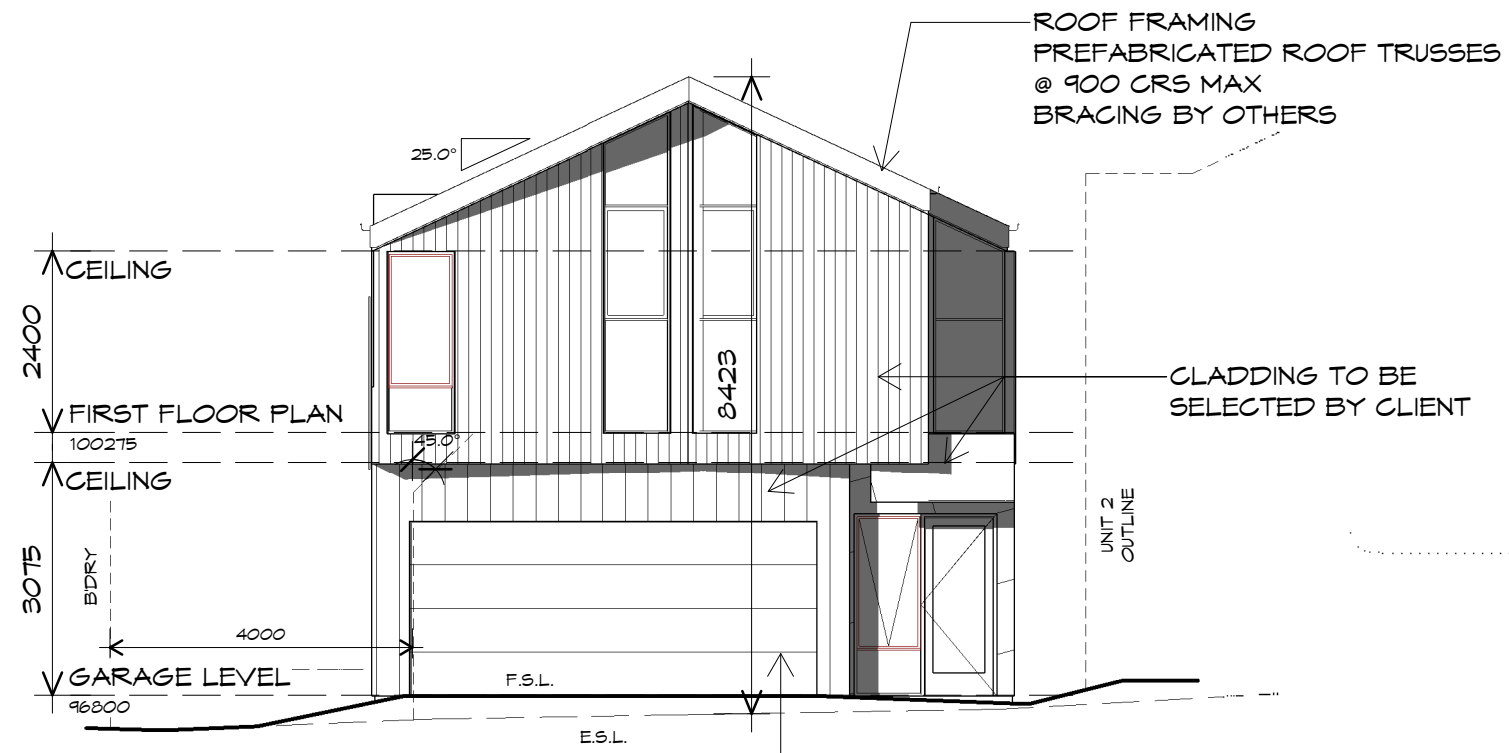 ROOF FRAMING
PREFABRICATED ROOF TRUSSES
@ 900 CRS MAX
BRACING BY OTHERS
25.0°
CEILING
2400
8423
CLADDING TO BE
SELECTED BY CLIENT
FIRST FLOOR PLAN
100275
45.0°
CEILING
UNIT 2
OUTLINE
B'DRY
3075
4000
GARAGE LEVEL
F.S.L.
96800
E.S.L.